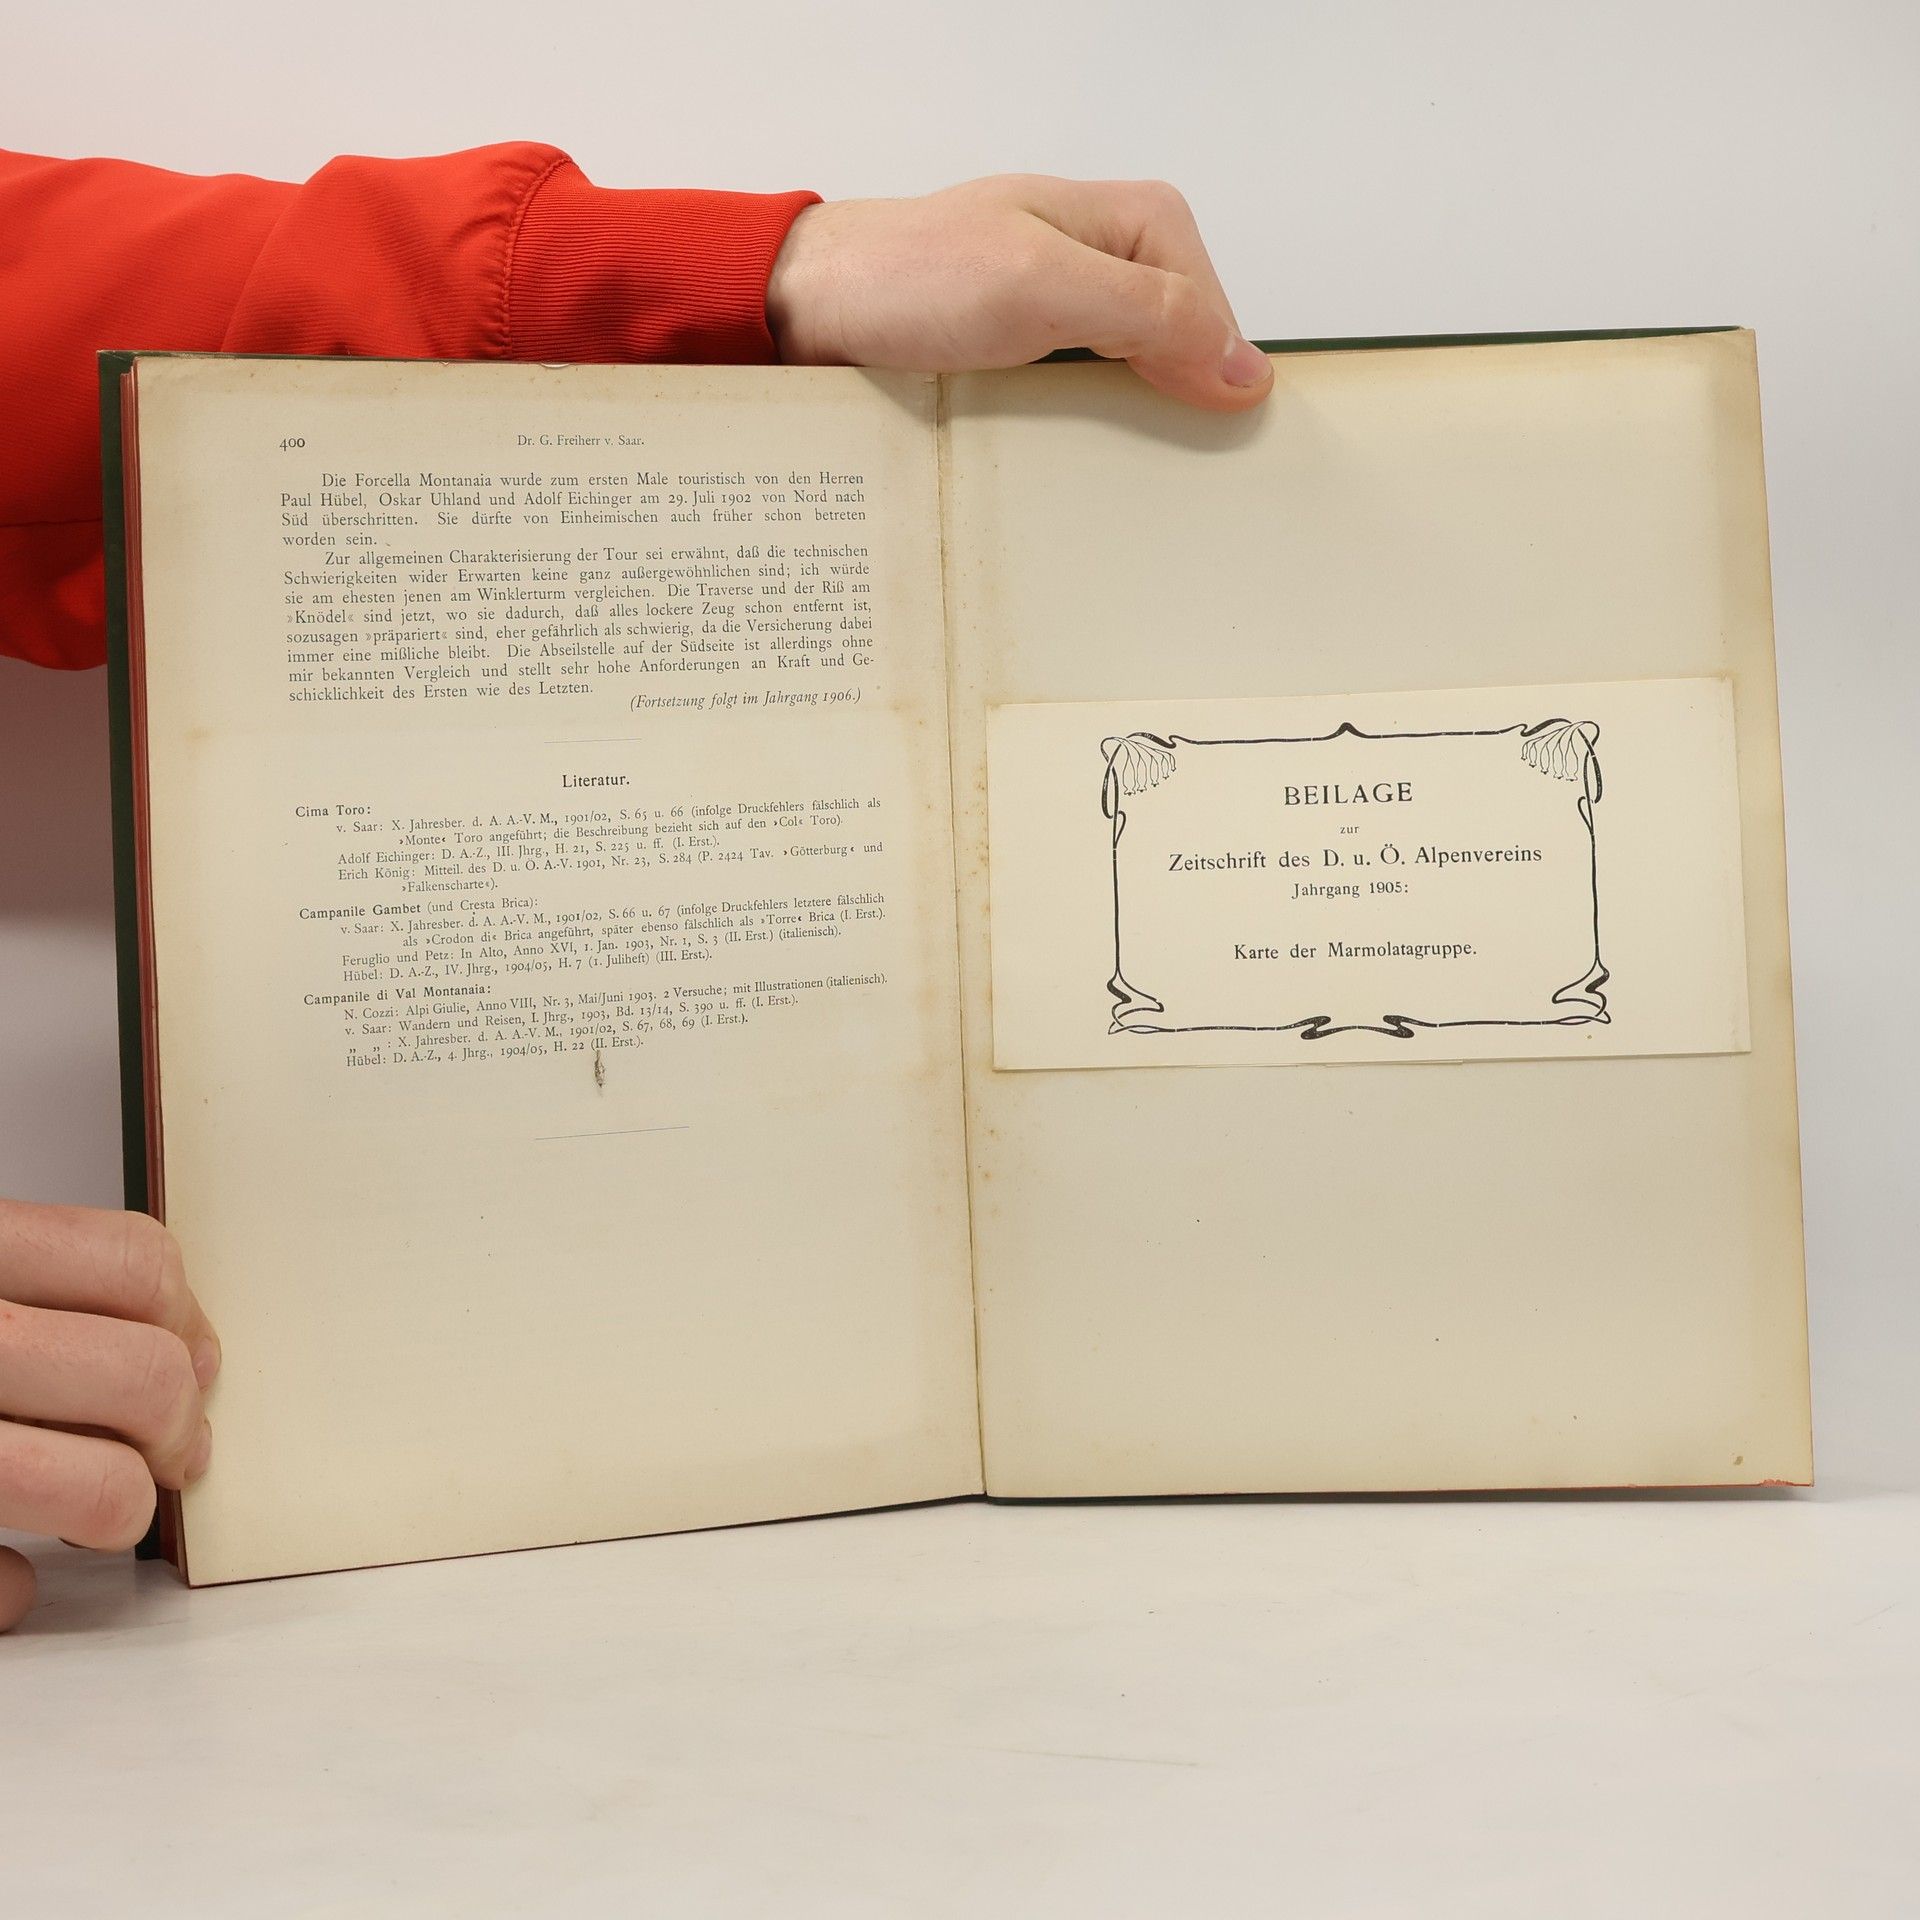 400
Dr. G. Freiherr v. Saar.
Die Forcella Montanaia wurde zum ersten Male touristisch von den Herren
Paul Hübel, Oskar Uhland und Adolf Eichinger am 29. Juli 1902 von Nord nach
Süd überschritten. Sie dürfte von Einheimischen auch früher schon betreten
worden sein.
Zur allgemeinen Charakterisierung der Tour sei erwähnt, daß die technischen
Schwierigkeiten wider Erwarten keine ganz außergewöhnlichen sind; ich würde
sie am ehesten jenen am Winklerturm vergleichen. Die Traverse und der Riß am
»Knödel« sind jetzt, wo sie dadurch, daß alles lockere Zeug schon entfernt ist,
sozusagen »präpariert« sind, eher gefährlich als schwierig, da die Versicherung dabei
immer eine mißliche bleibt. Die Abseilstelle auf der Südseite ist allerdings ohne
mir bekannten Vergleich und stellt sehr hohe Anforderungen an Kraft und Ge-
schicklichkeit des Ersten wie des Letzten.
(Fortsetzung folgt im Jahrgang 1906.)
Literatur.
Cima Toro:
v. Saar: X. Jahresber. d. A. A.-V. M., 1901/02, S. 65 u. 66 (infolge Druckfehlers fälschlich als
›Monte‹ Toro angeführt; die Beschreibung bezieht sich auf den ›Col‹ Toro).
Adolf Eichinger: D. A.-Z., III. Jhrg., H. 21, S. 225 u. ff. (I. Erst.).
Erich König: Mitteil. des D. u. Ö. A.-V. 1901, Nr. 23, S. 284 (P. 2424 Tav. ›Götterburg‹ und
›Falkenscharte‹).
Campanile Gambet (und Cresta Brica):
v. Saar: X. Jahresber. d. A. A.-V. M., 1901/02, S. 66 u. 67 (infolge Druckfehlers letztere fälschlich
als ›Crodon di‹ Brica angeführt, später ebenso fälschlich als ›Torre‹ Brica (I. Erst.).
Feruglio und Petz: In Alto, Anno XVI, 1. Jan. 1903, Nr. 1, S. 3 (II. Erst.) (italienisch).
Hübel: D. A.-Z., IV. Jhrg., 1904/05, H. 7 (1. Juliheft) (III. Erst.).
Campanile di Val Montanaia:
N. Cozzi: Alpi Giulie, Anno VIII, Nr. 3, Mai/Juni 1903. 2 Versuche; mit Illustrationen (italienisch).
v. Saar: Wandern und Reisen, I. Jhrg., 1903, Bd. 13/14, S. 390 u. ff. (I. Erst.).
„ „ : X. Jahresber. d. A. A.-V. M., 1901/02, S. 67, 68, 69 (I. Erst.).
Hübel: D. A.-Z., 4. Jhrg., 1904/05, H. 22 (II. Erst.).
BEILAGE
zur
Zeitschrift des D. u. Ö. Alpenvereins
Jahrgang 1905:
Karte der Marmolatagruppe.